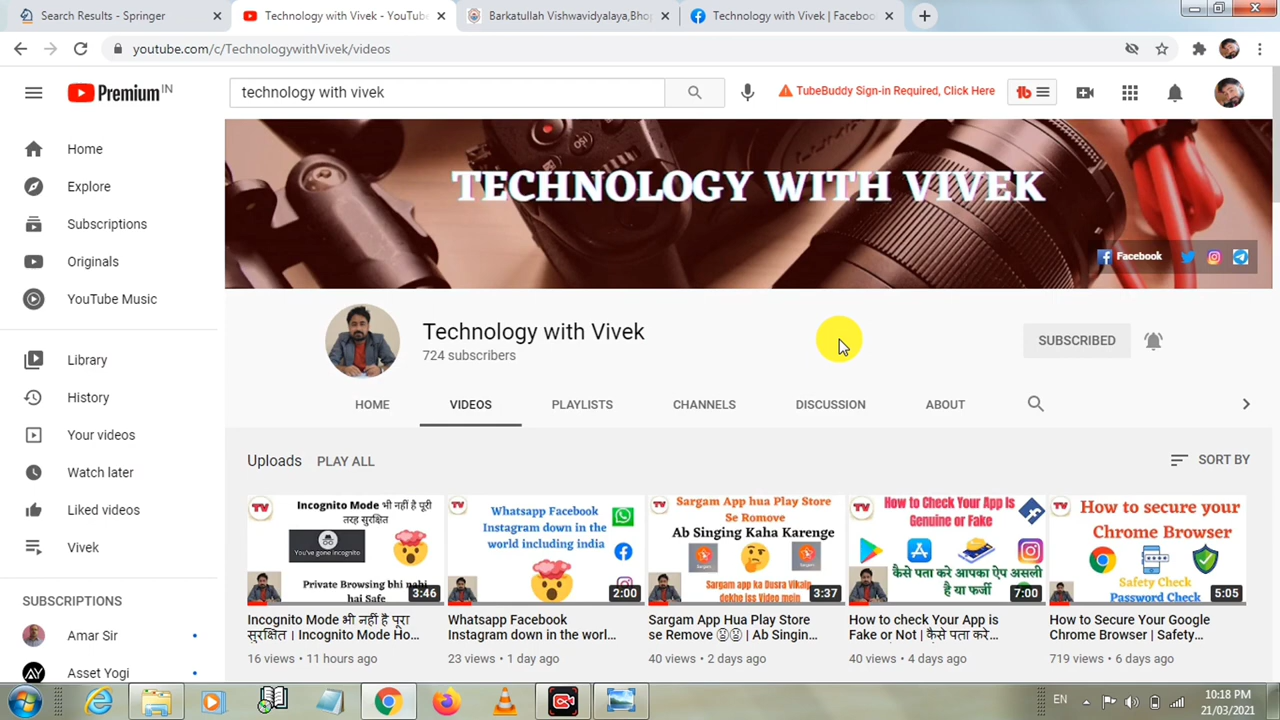 Search Results - Springer
Technology with Vivek - YouTube
Barkatullah Vishwavidyalaya,Bhop
Technology with Vivek | Faceboo
youtube.com/c/TechnologywithVivek/videos
Premium IN
technology with vivek
TubeBuddy Sign-in Required, Click Here
tb
Home
Explore
Subscriptions
Originals
YouTube Music
Library
History
Your videos
Watch later
Liked videos
Vivek
SUBSCRIPTIONS
Amar Sir
Asset Yogi
TECHNOLOGY WITH VIVEK
Facebook
Technology with Vivek
724 subscribers
SUBSCRIBED
HOME
VIDEOS
PLAYLISTS
CHANNELS
DISCUSSION
ABOUT
Uploads
PLAY ALL
SORT BY
TV
Incognito Mode भी नहीं है पूरी
तरह सुरक्षित
You've gone Incognito
Private Browsing bhi nahi
hai Safe
3:46
Incognito Mode भी नहीं है पूरा
सुरक्षित । Incognito Mode Ho...
16 views • 11 hours ago
TV
Whatsapp Facebook
Instagram down in the
world including india
2:00
Whatsapp Facebook
Instagram down in the worl...
23 views • 1 day ago
TV
Sargam App hua Play Store
Se Romove
Ab Singing Kaha Karenge
Sargam app ka Dusra Vikalp
dekhe iss Video mein
3:37
Sargam App Hua Play Store
se Remove 😧😧 | Ab Singin...
40 views • 2 days ago
TV
How to Check Your App is
Genuine or Fake
कैसे पता करे आपका ऐप असली
है या फर्जी
7:00
How to check Your App is
Fake or Not | कैसे पता करे...
40 views • 4 days ago
TV
How to secure your
Chrome Browser
Safety
Check
Password Check
5:05
How to Secure Your Google
Chrome Browser | Safety...
719 views • 6 days ago
EN
10:18 PM
21/03/2021